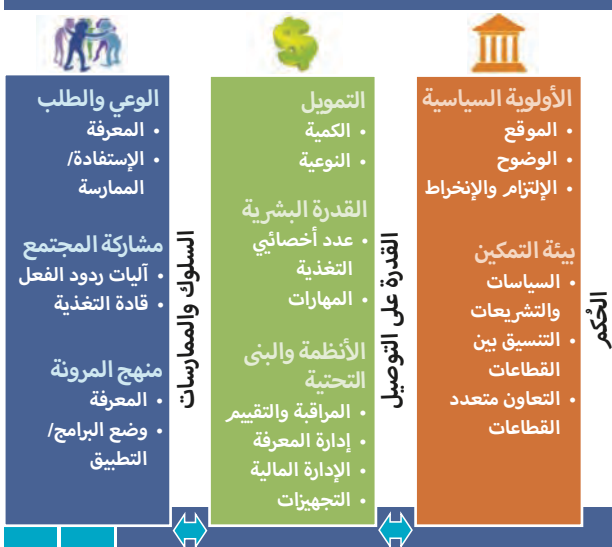 الحُكم
الأولوية السياسية
• الموقع
• الوضوح
• الإلتزام والإنخراط
بيئة التمكين
• السياسات
والتشريعات
• التنسيق بين
القطاعات
• التعاون متعدد
القطاعات
القدرة على التوصيل
التمويل
• الكمية
• النوعية
القدرة البشرية
• عدد أخصائيي
التغذية
• المهارات
الأنظمة والبنى
التحتية
• المراقبة والتقييم
• إدارة المعرفة
• الإدارة المالية
• التجهيزات
السلوك والممارسات
الوعي والطلب
• المعرفة
• الإستفادة/
الممارسة
مشاركة المجتمع
• آليات ردود الفعل
• قادة التغذية
منهج المرونة
• المعرفة
• وضع البرامج/
التطبيق